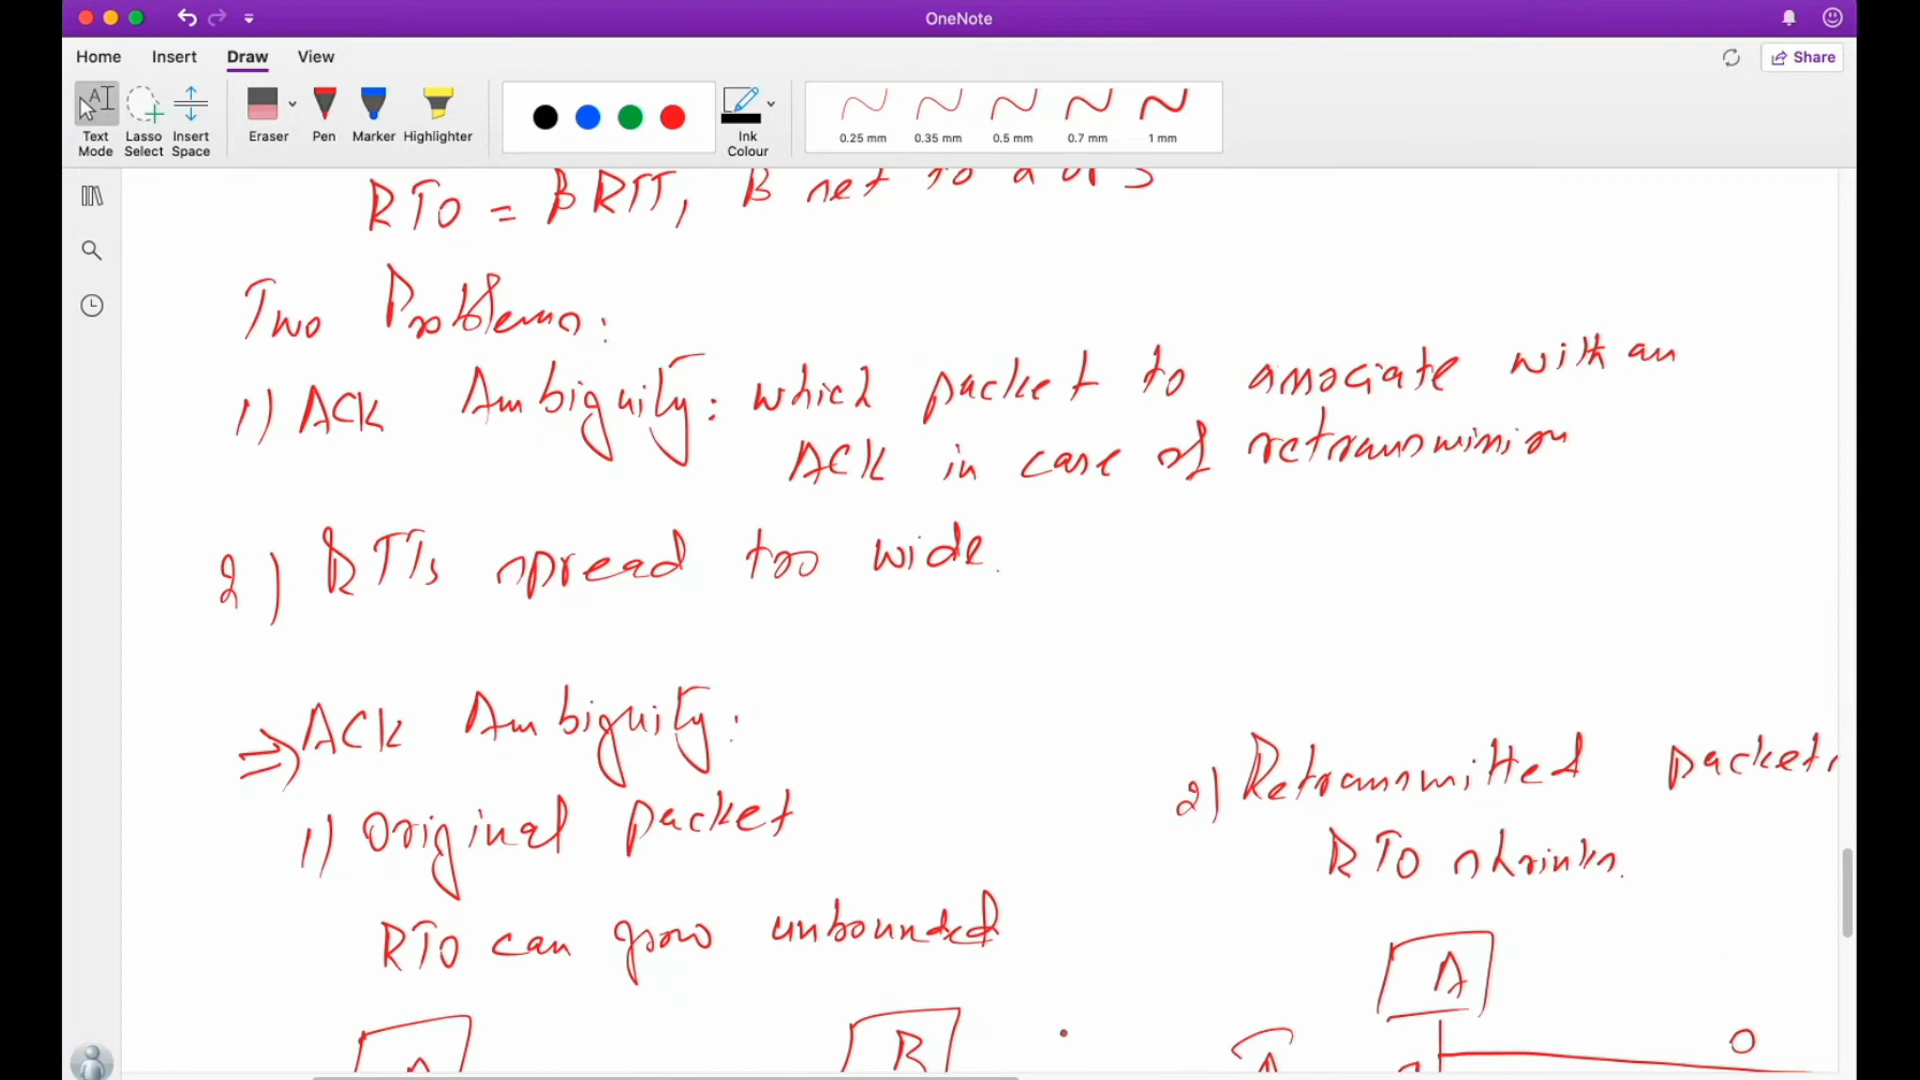 OneNote
Home Insert Draw View
Share
Text Mode
Lasso Select
Insert Space
Eraser
Pen
Marker
Highlighter
Ink Colour
0.25 mm
0.35 mm
0.5 mm
0.7 mm
1 mm
RTO = βRTT, β set to 2
Two Problems:
1) ACK Ambiguity: which packet to associate with an
ACK in case of retransmission
2) RTTs spread too wide.
⇒ ACK Ambiguity:
1) Original packet
RTO can grow unbounded
2) Retransmitted packet
RTO shrinks.
A
B
A